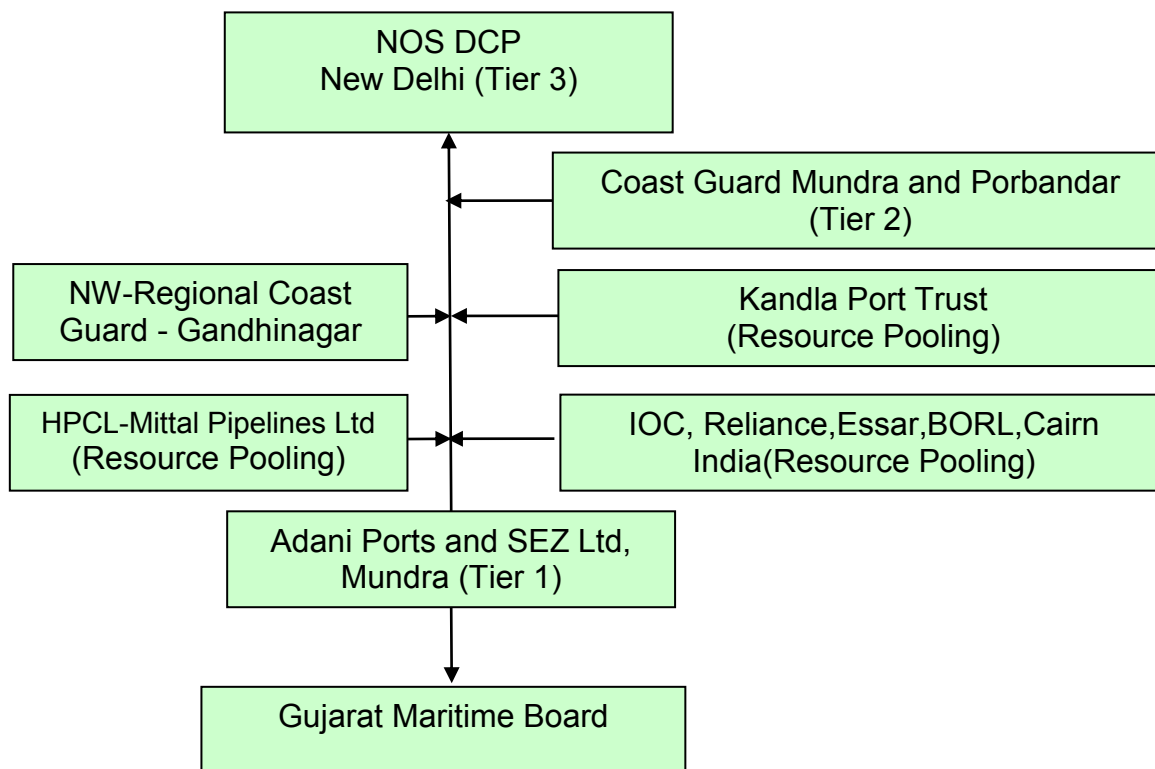 NOS DCP
New Delhi (Tier 3)
Coast Guard Mundra and Porbandar
(Tier 2)
NW-Regional Coast
Guard - Gandhinagar
Kandla Port Trust
(Resource Pooling)
HPCL-Mittal Pipelines Ltd
(Resource Pooling)
IOC, Reliance,Essar,BORL,Cairn
India(Resource Pooling)
Adani Ports and SEZ Ltd,
Mundra (Tier 1)
Gujarat Maritime Board